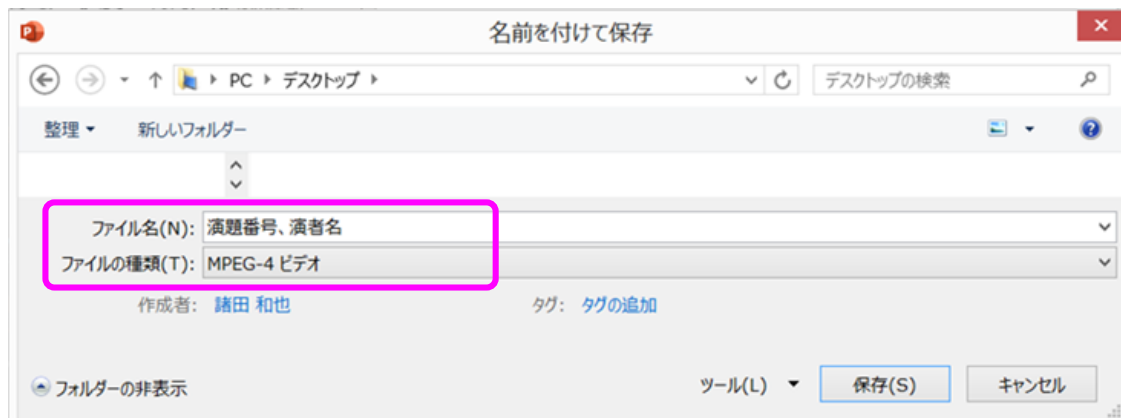 名前を付けて保存
PC デスクトップ
デスクトップの検索
整理 新しいフォルダー
ファイル名(N): 演題番号、演者名
ファイルの種類(T): MPEG-4 ビデオ
作成者: 諸田 和也 タグ: タグの追加
フォルダーの非表示 ツール(L) 保存(S) キャンセル